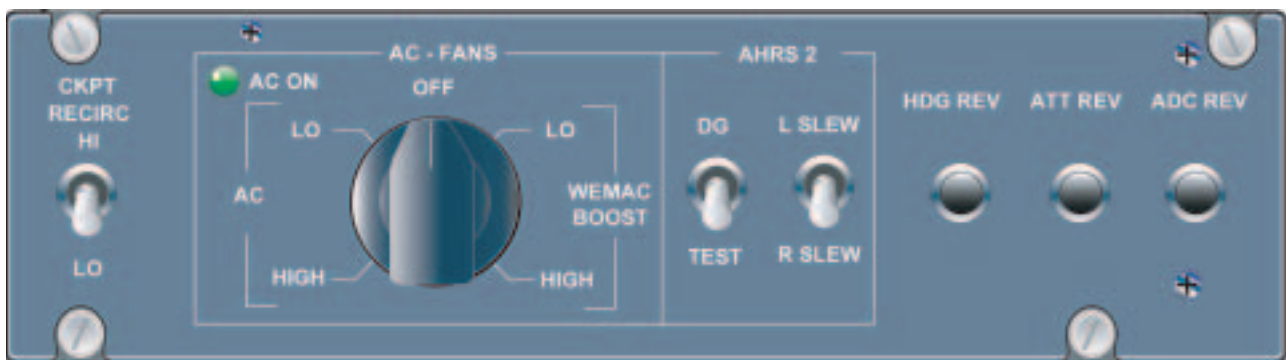 CKPT
RECIRC
HI
LO
AC - FANS
AC ON
OFF
LO
LO
AC
WEMAC
BOOST
HIGH
HIGH
AHRS 2
DG
L SLEW
TEST
R SLEW
HDG REV
ATT REV
ADC REV